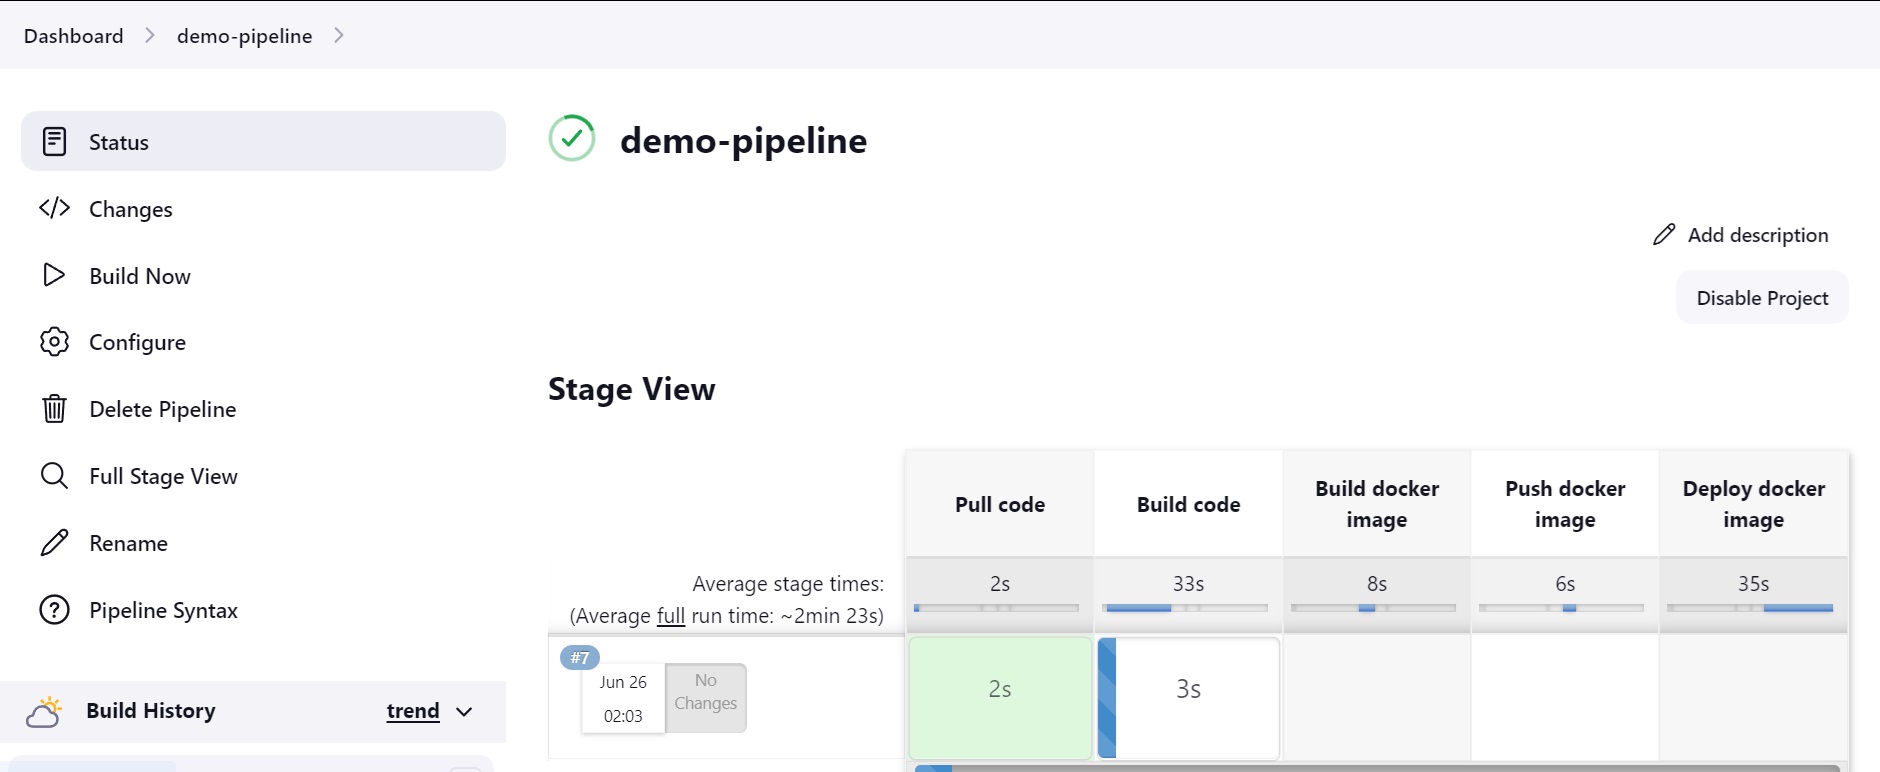 Dashboard
demo-pipeline
Status
Changes
Build Now
Configure
Delete Pipeline
Full Stage View
Rename
Pipeline Syntax
Build History
trend
demo-pipeline
Add description
Disable Project
Stage View
Pull code
Build code
Build docker
image
Push docker
image
Deploy docker
image
Average stage times:
(Average full run time: ~2min 23s)
2s
33s
8s
6s
35s
#7
Jun 26
02:03
No
Changes
2s
3s